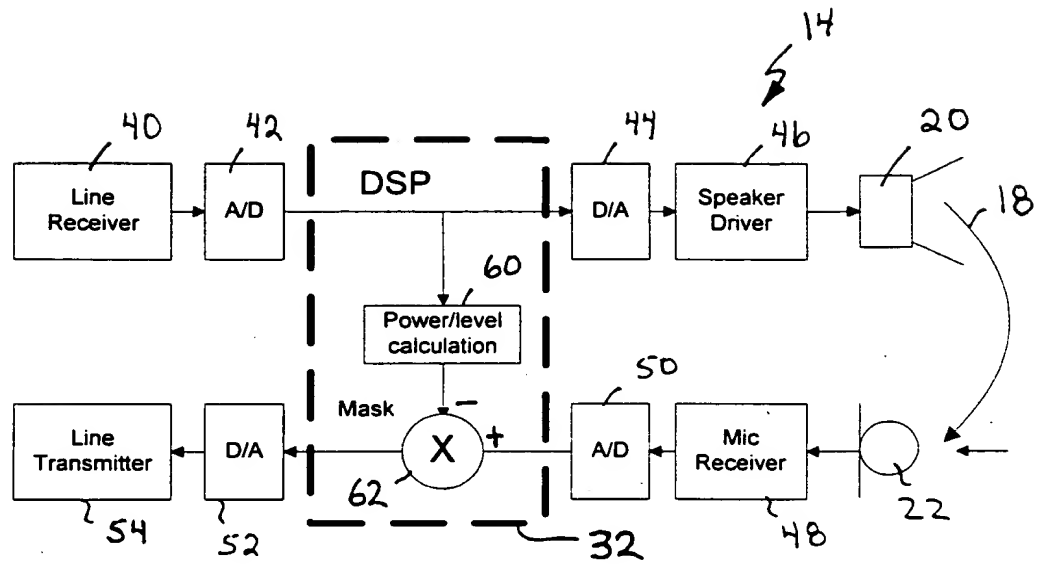 14
40
42
44
46
20
Line
Receiver
A/D
DSP
D/A
Speaker
Driver
18
60
Power/level
calculation
50
Mask
-
+
Line
Transmitter
D/A
X
A/D
Mic
Receiver
62
54
52
32
48
22